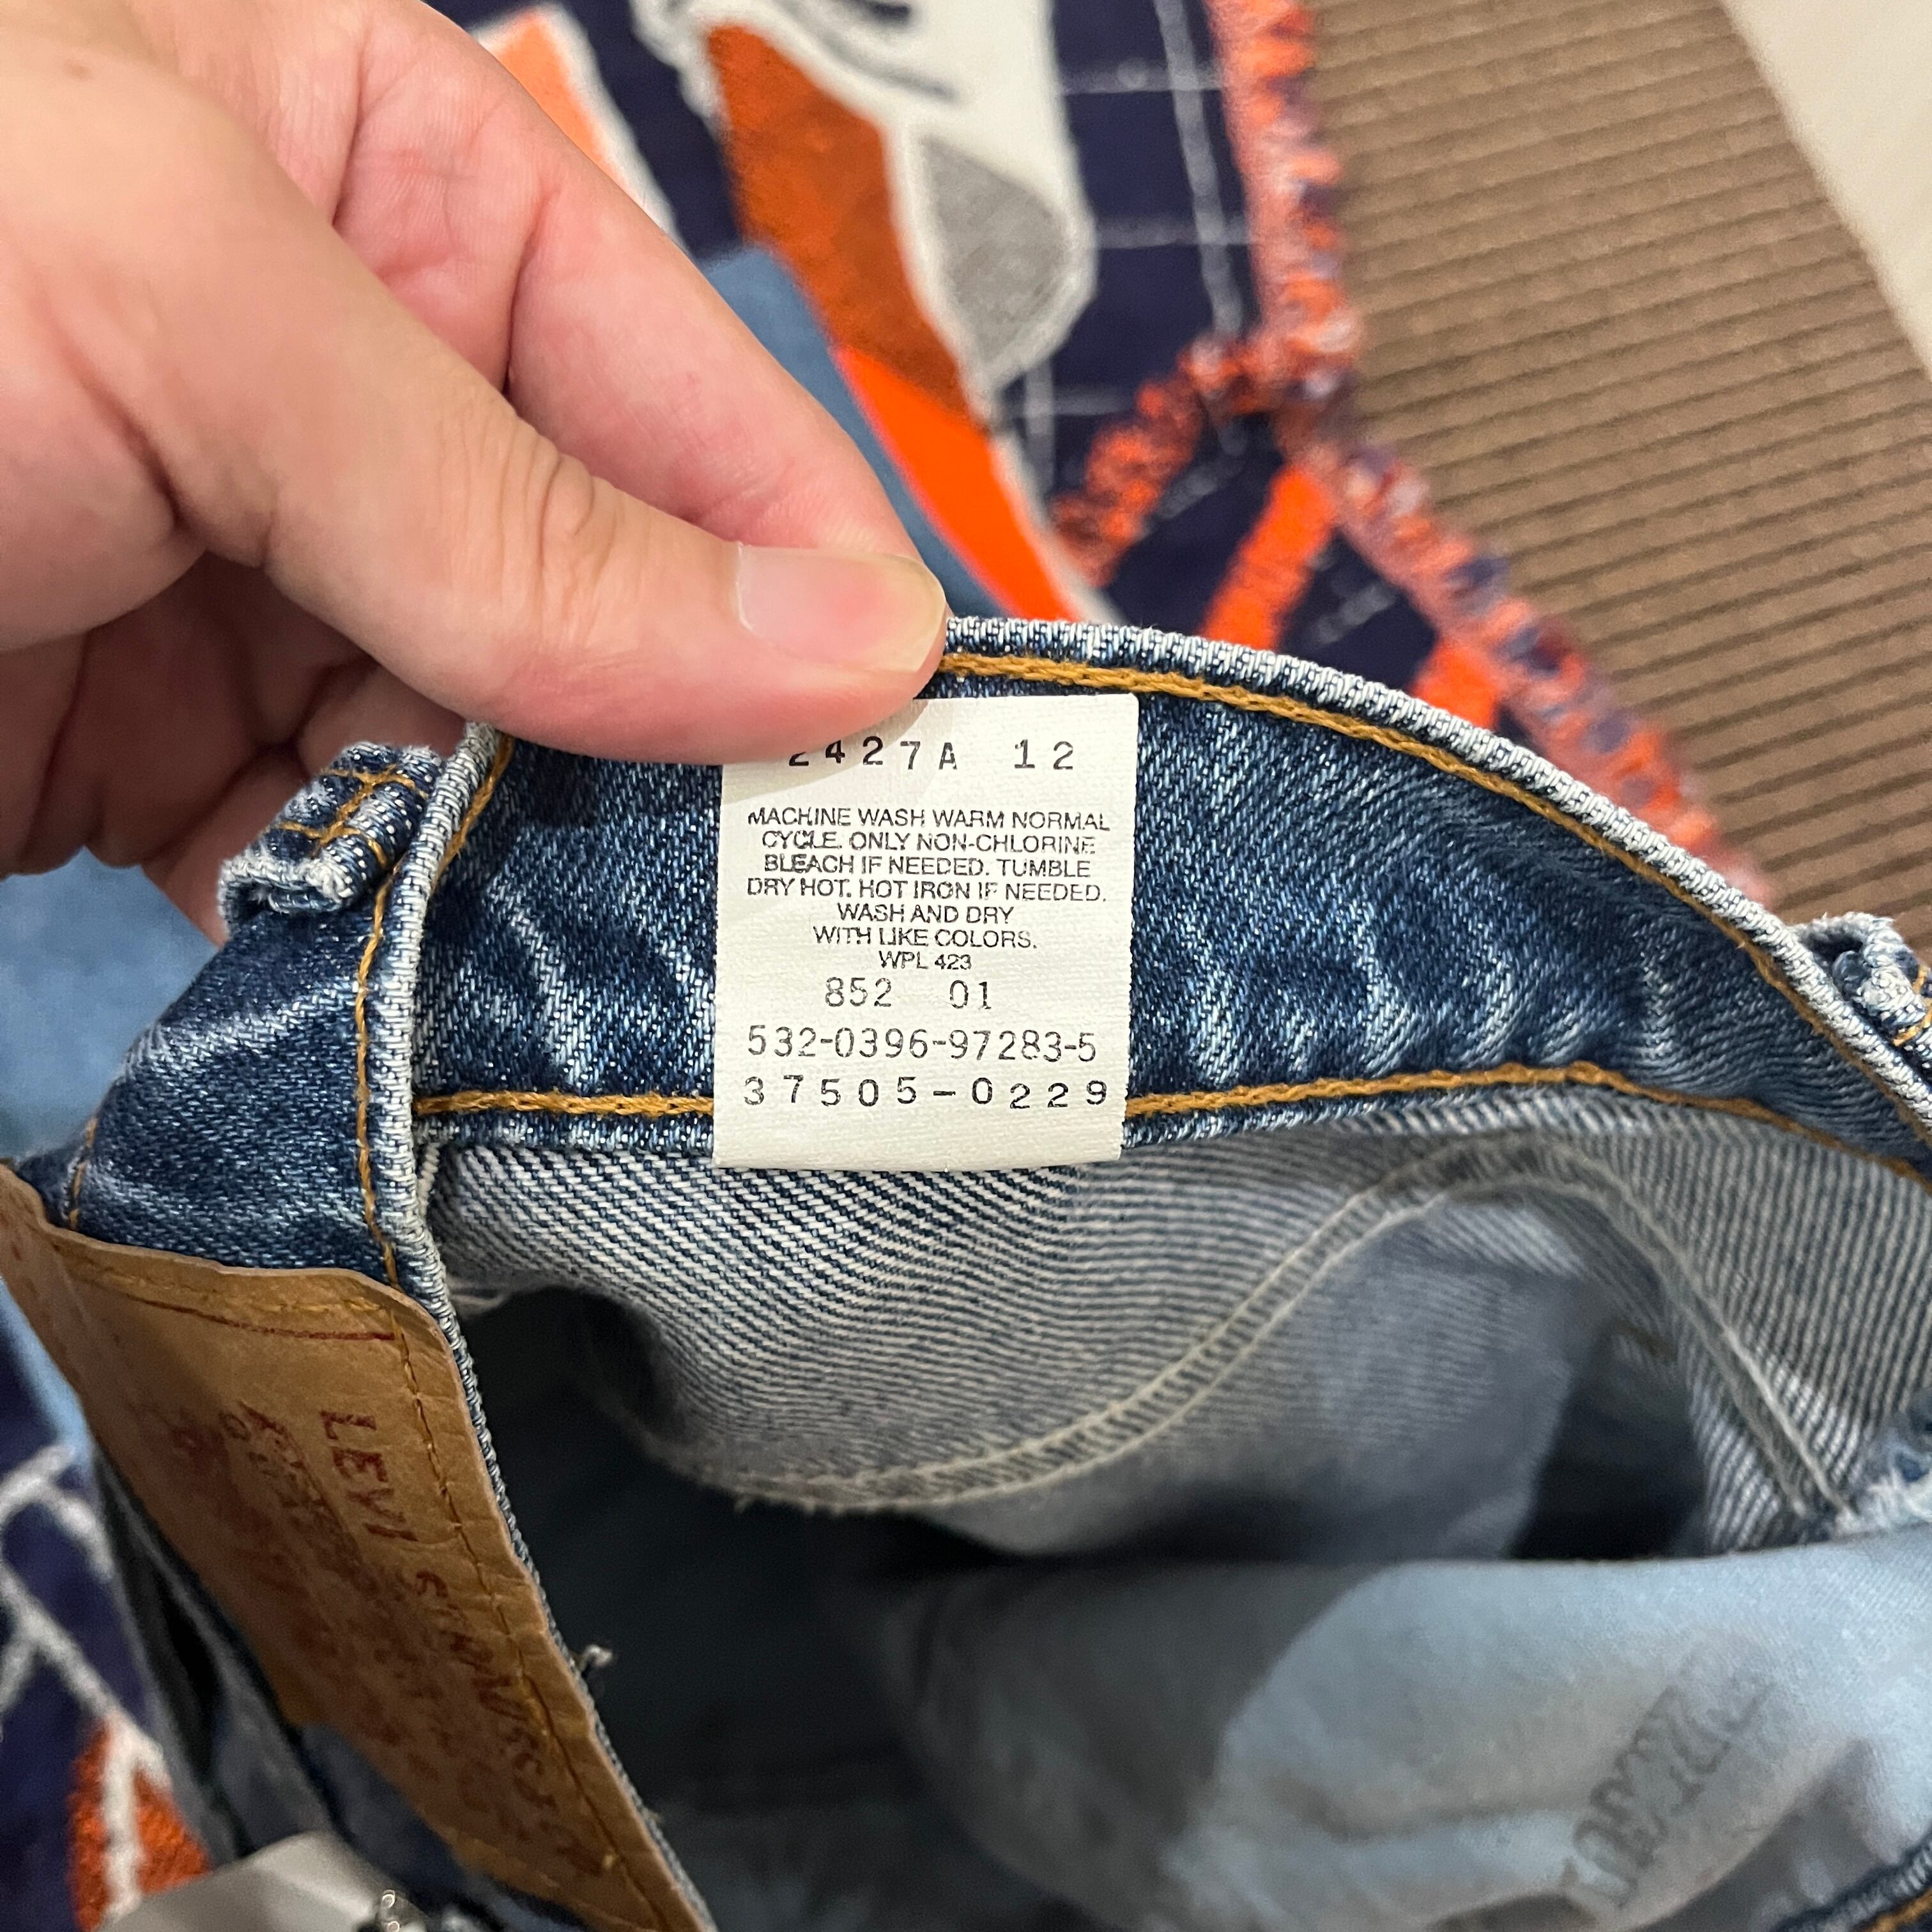 2427A 12
MACHINE WASH WARM NORMAL
CYCLE. ONLY NON-CHLORINE
BLEACH IF NEEDED. TUMBLE
DRY HOT. HOT IRON IF NEEDED.
WASH AND DRY
WITH LIKE COLORS.
WPL 423
852 01
532-0396-97283-5
37505-0229
LEVI STRAUSS